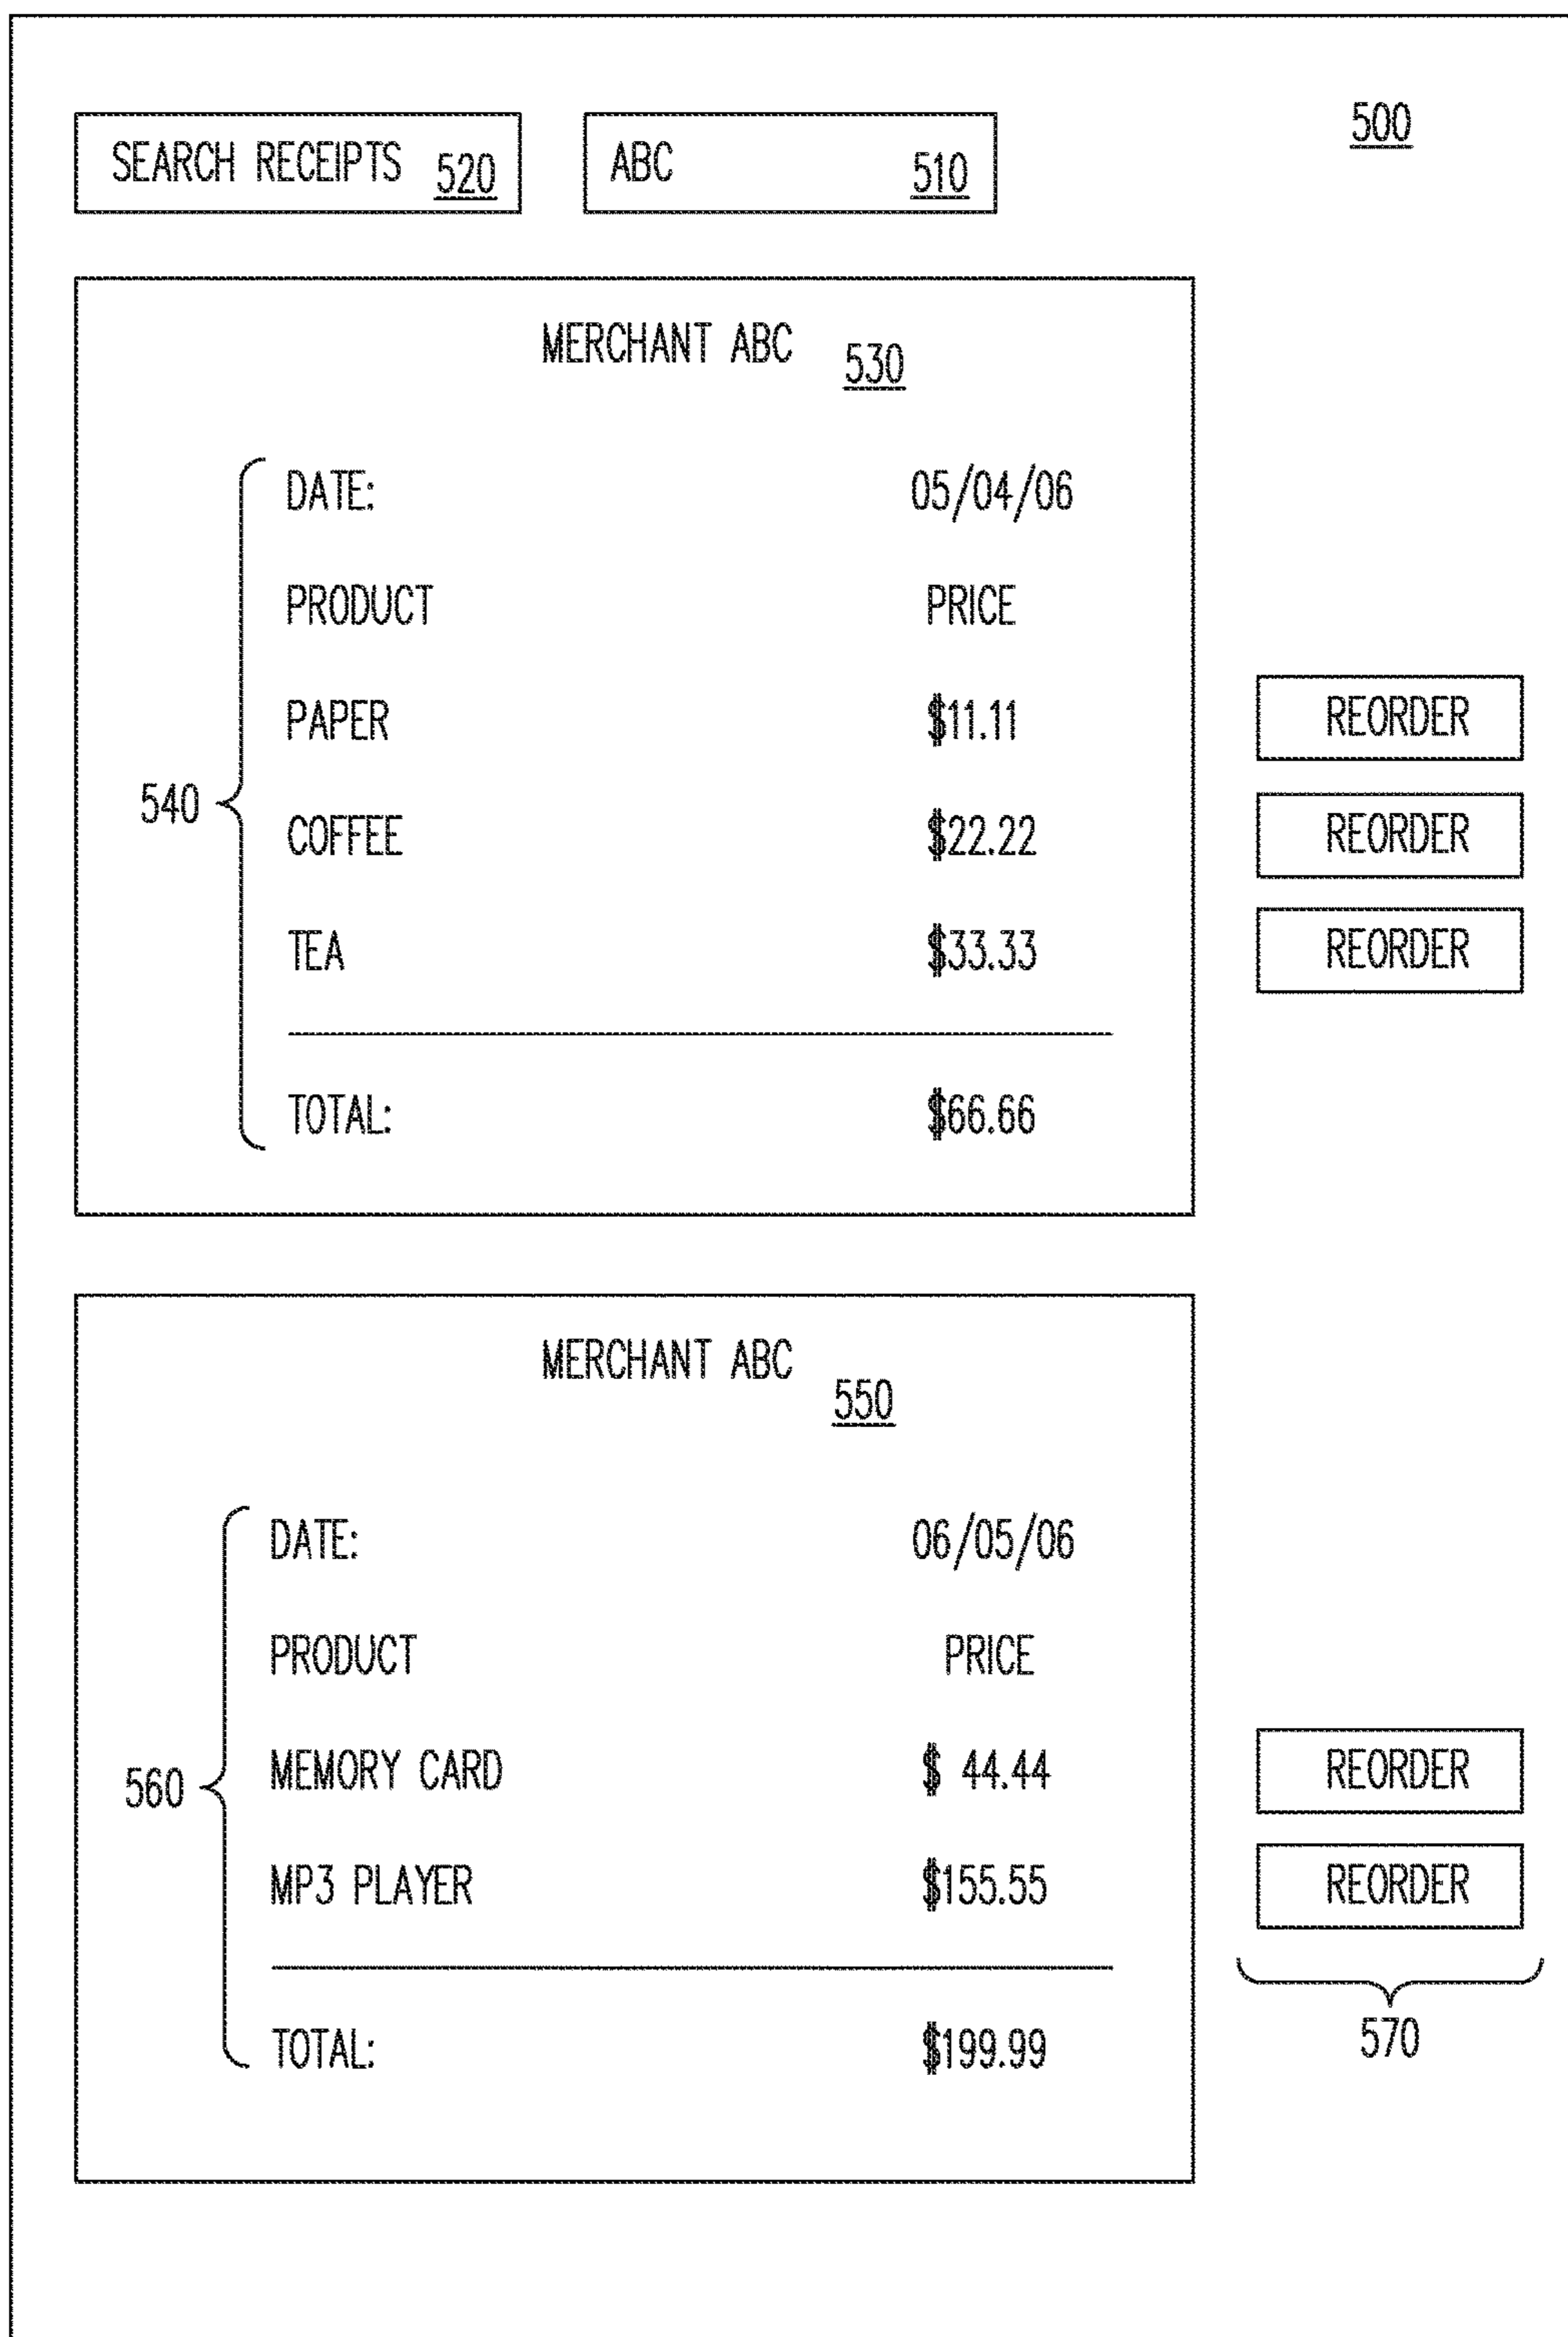 500
SEARCH RECEIPTS 520 ABC 510
MERCHANT ABC 530
DATE: 05/04/06
PRODUCT PRICE
PAPER $11.11 REORDER
540
COFFEE $22.22 REORDER
TEA $33.33 REORDER
TOTAL: $66.66
MERCHANT ABC 550
DATE: 06/05/06
PRODUCT PRICE
MEMORY CARD $ 44.44 REORDER
560
MP3 PLAYER $155.55 REORDER
570
TOTAL: $199.99